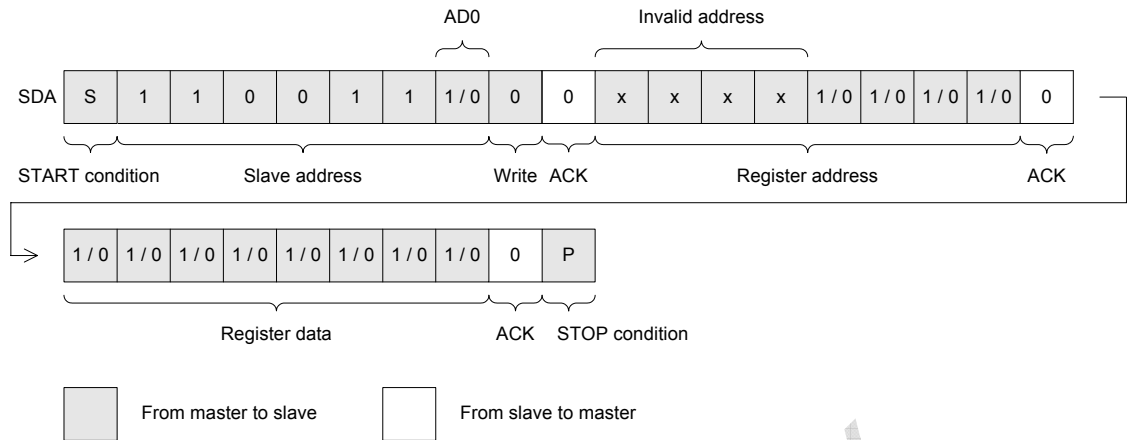 AD0 Invalid address
SDA S 1 1 0 0 1 1 1 / 0 0 0 x x x x 1 / 0 1 / 0 1 / 0 1 / 0 0
START condition Slave address Write ACK Register address ACK
1 / 0 1 / 0 1 / 0 1 / 0 1 / 0 1 / 0 1 / 0 1 / 0 0 P
Register data ACK STOP condition
From master to slave From slave to master